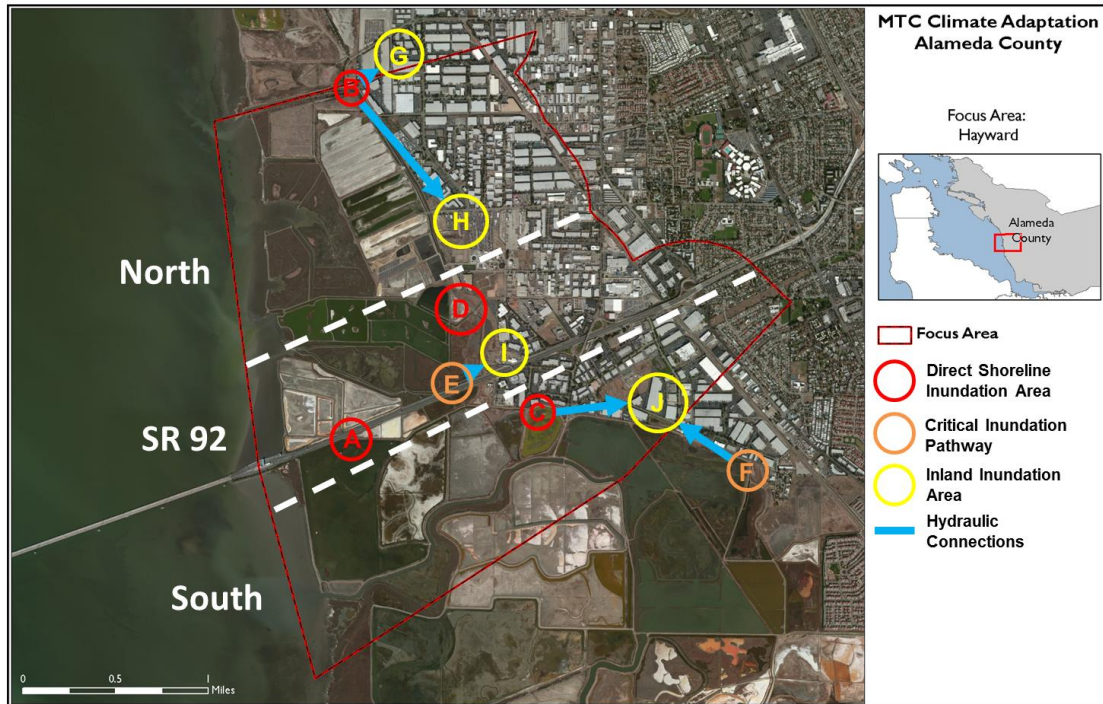 MTC Climate Adaptation
Alameda County
Focus Area:
Hayward
Alameda
County
Focus Area
Direct Shoreline
Inundation Area
Critical Inundation
Pathway
Inland Inundation
Area
Hydraulic
Connections
G
B
H
North
D
I
E
C
J
A
SR 92
F
South
0 0.5 1
Miles